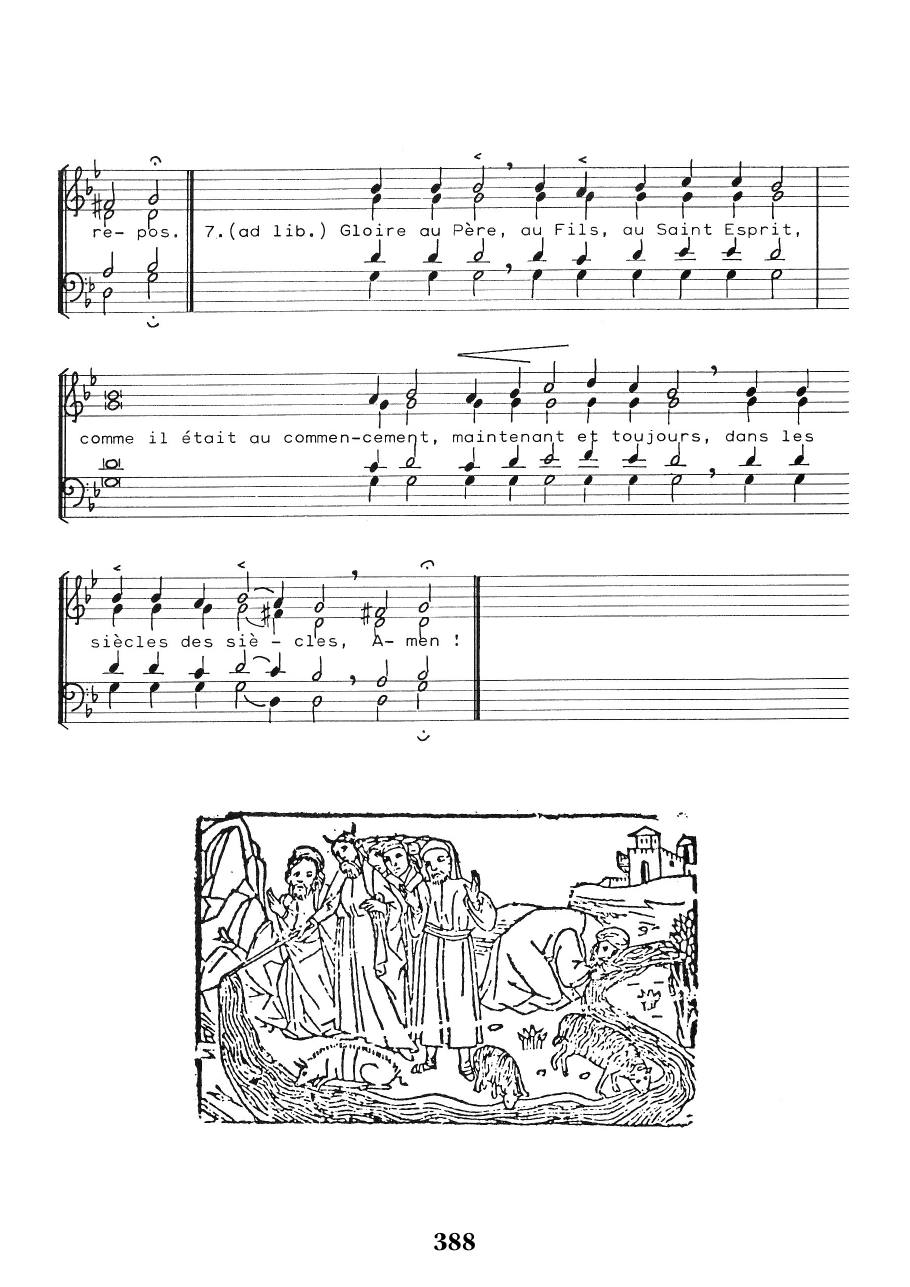 re- pos. 7.(ad lib.) Gloire au Père, au Fils, au Saint Esprit,
comme il était au commen-cement, maintenant et toujours, dans les
siècles des siè - cles, A- men !
388